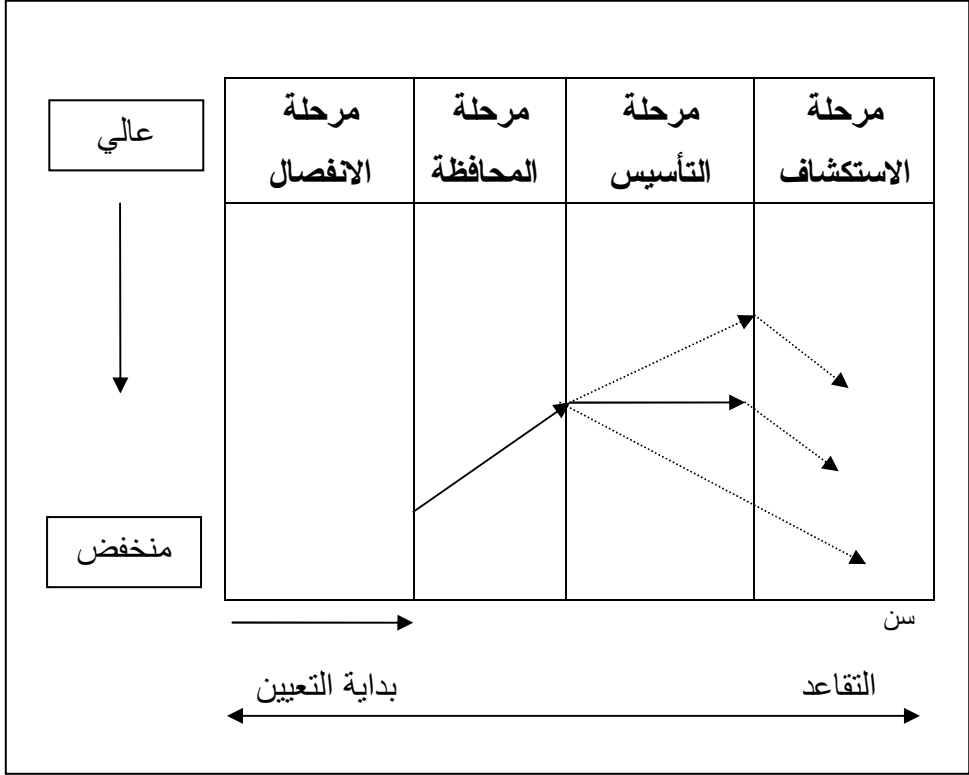 عالي
مرحلة
الاستكشاف
مرحلة
التأسيس
مرحلة
المحافظة
مرحلة
الانفصال
منخفض
سن
التقاعد
بداية التعيين